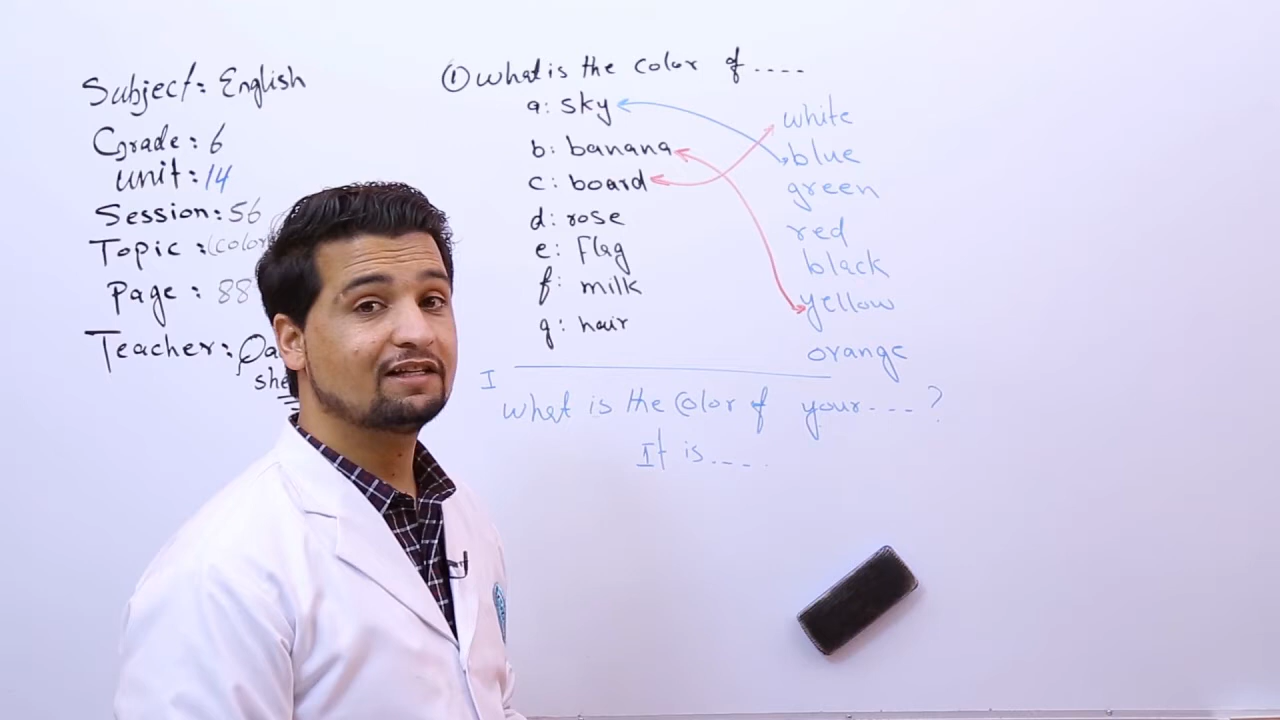 Subject: English
Grade: 6
unit: 14
Session: 56
Topic: (color
Page: 88
Teacher:
① What is the color of ....
a: sky
b: banana
c: board
d: rose
e: Flag
f: milk
g: hair
white
blue
green
red
black
yellow
orange
I
What is the color of your --- ?
It is ----